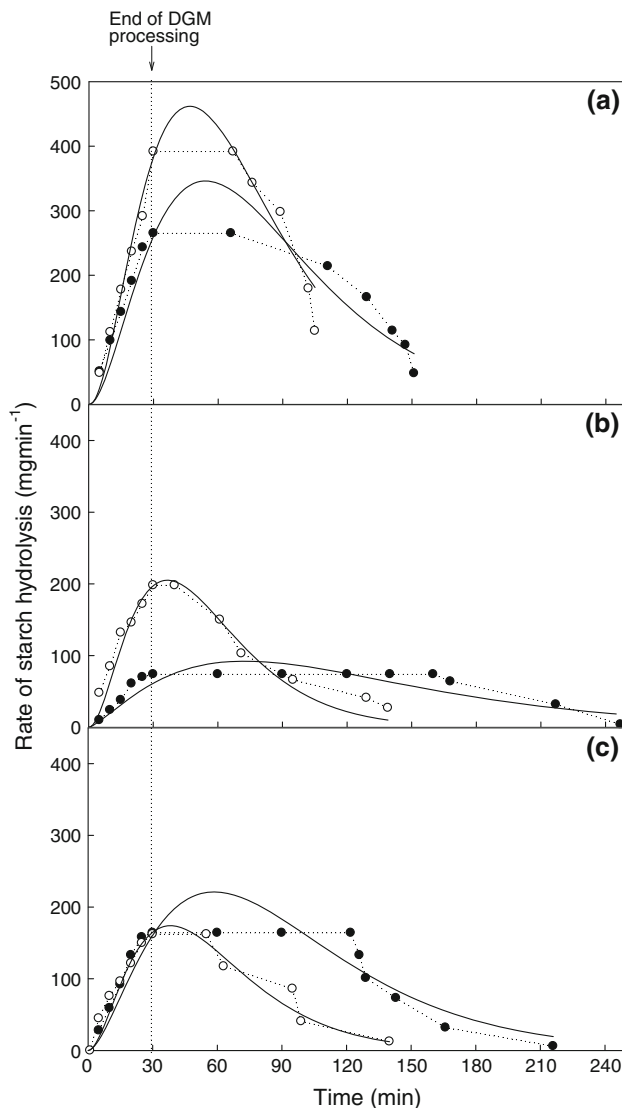 End of DGM
processing
500
(a)
400
300
200
100
0
(b)
400
300
200
100
0
(c)
400
300
200
100
0
0 30 60 90 120 150 180 210 240
Time (min)
Rate of starch hydrolysis (mgmin-1)